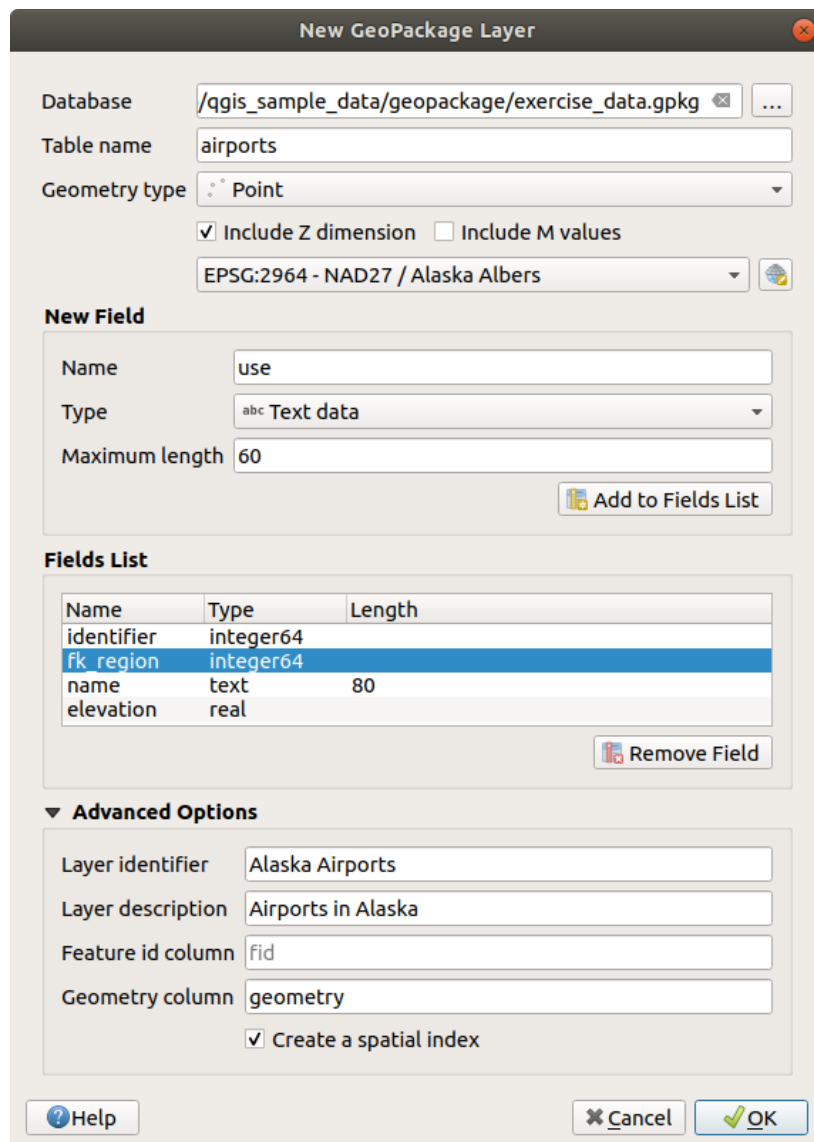 New GeoPackage Layer
Database /qgis_sample_data/geopackage/exercise_data.gpkg ...
Table name airports
Geometry type Point
Include Z dimension Include M values
EPSG:2964 - NAD27 / Alaska Albers
New Field
Name use
Type abc Text data
Maximum length 60
Add to Fields List
Fields List
Name Type Length
identifier integer64
fk_region integer64
name text 80
elevation real
Remove Field
Advanced Options
Layer identifier Alaska Airports
Layer description Airports in Alaska
Feature id column fid
Geometry column geometry
Create a spatial index
Help Cancel OK